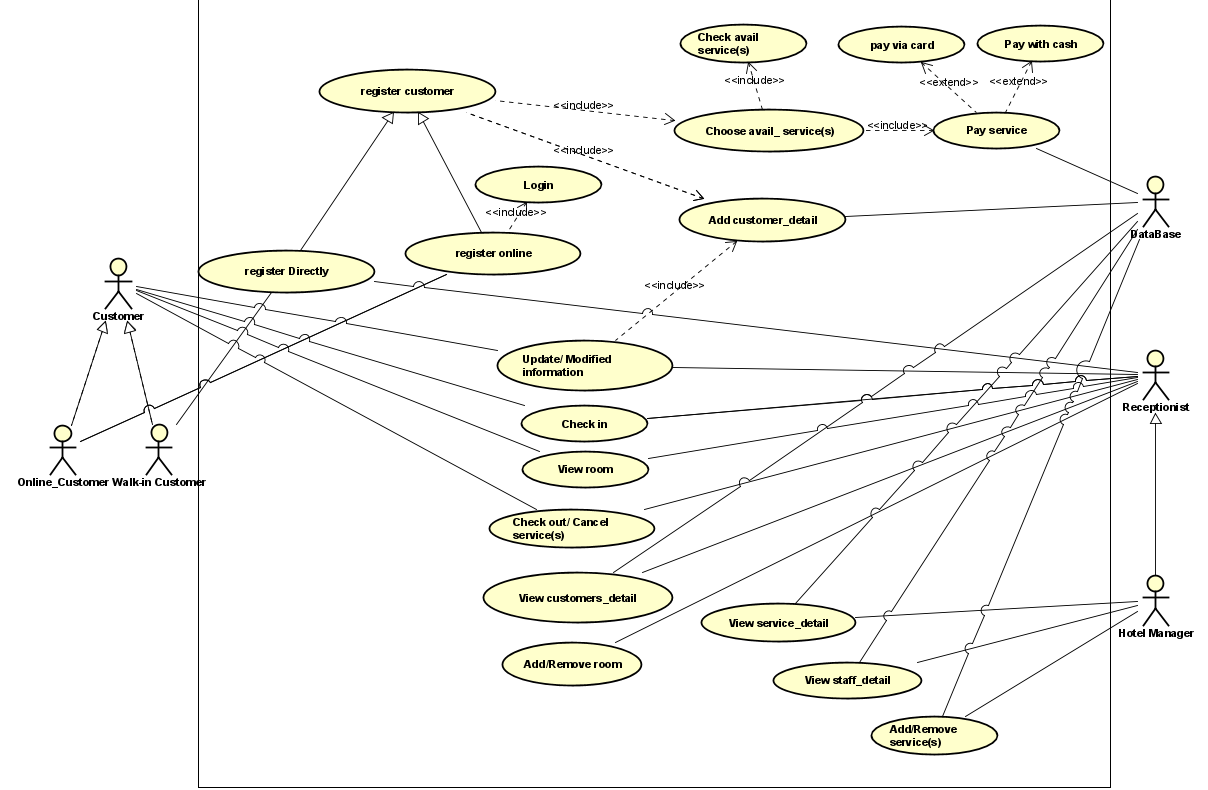 Check avail
service(s)
pay via card
Pay with cash
<<include>>
<<extend>>
<<extend>>
register customer
<<include>>
Choose avail_ service(s)
<<include>>
Pay service
<<include>>
Login
<<include>>
Add customer_detail
DataBase
register online
register Directly
<<include>>
Customer
Update/ Modified
information
Receptionist
Check in
View room
Online_Customer
Walk-in Customer
Check out/ Cancel
service(s)
View customers_detail
View service_detail
Hotel Manager
Add/Remove room
View staff_detail
Add/Remove
service(s)